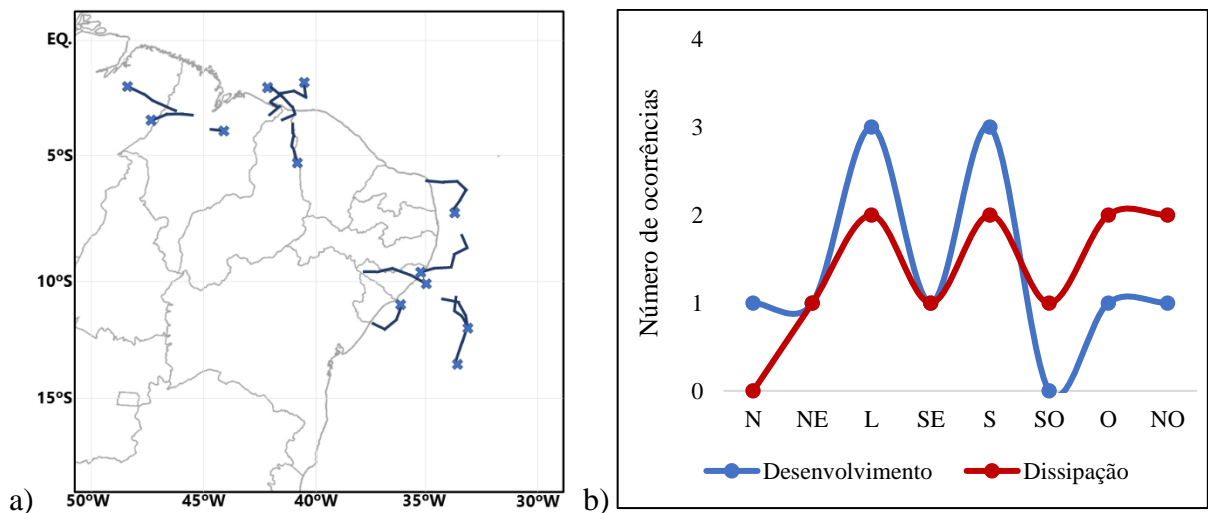 EQ.
5ºS
10ºS
15ºS
50ºW 45ºW 40ºW 35ºW 30ºW
a)
Número de ocorrências
4
3
2
1
0
N NE L SE S SO O NO
Desenvolvimento Dissipação
b)